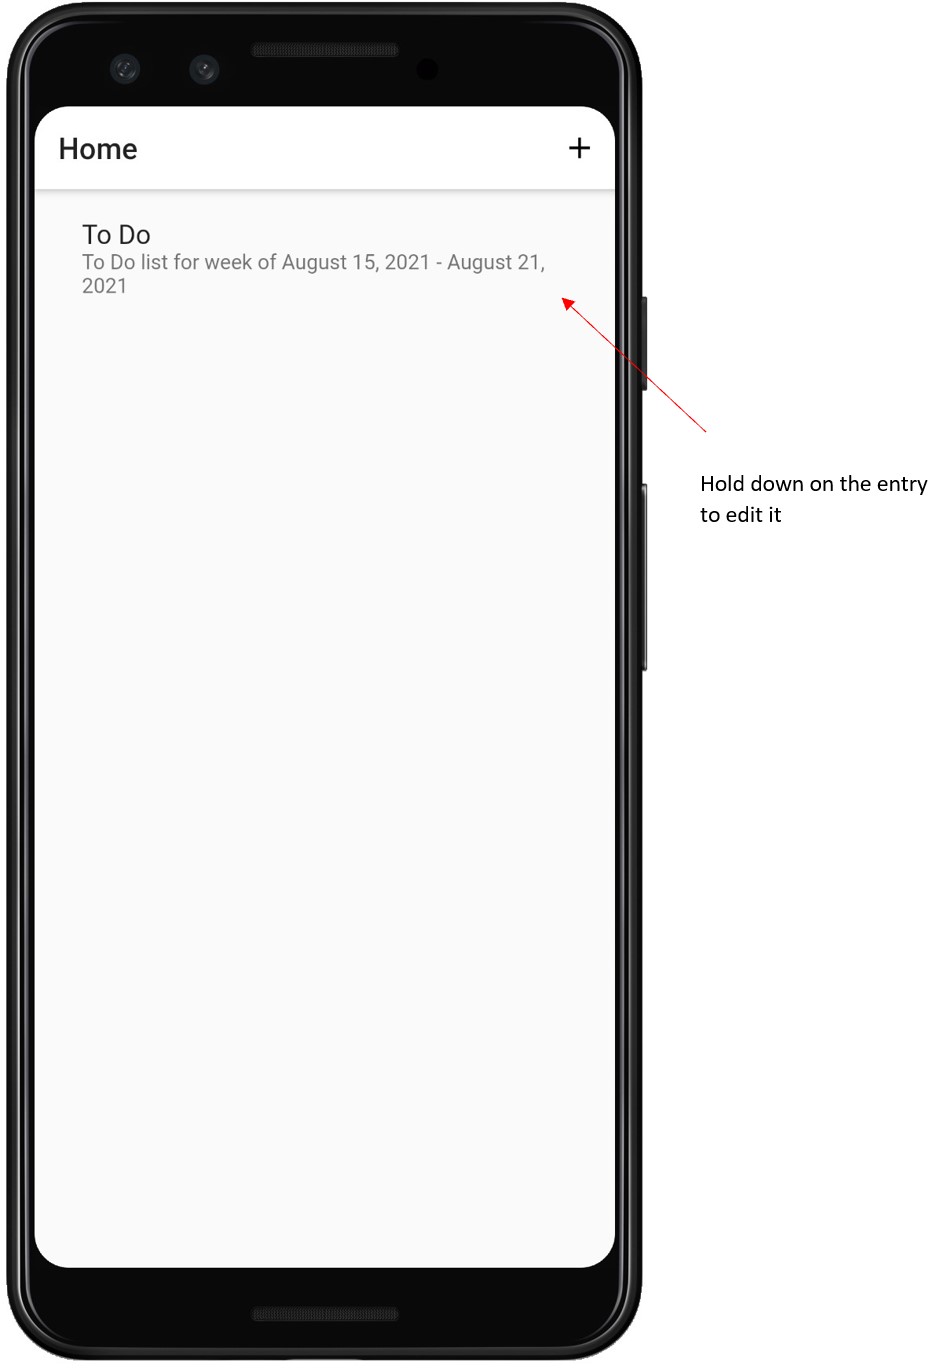 Home
To Do
To Do list for week of August 15, 2021 - August 21,
2021
Hold down on the entry
to edit it